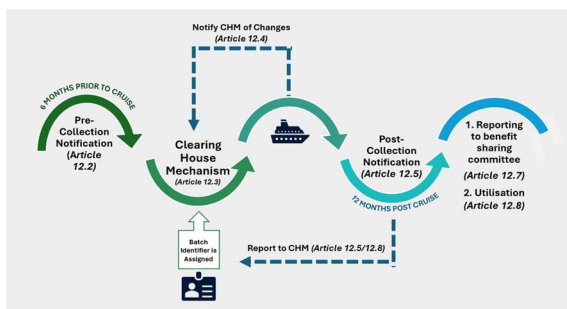 Notify CHM of Changes
(Article 12.4)
6 MONTHS PRIOR TO CRUISE
Pre-
Collection
Notification
(Article
12.2)
Clearing
House
Mechanism
(Article 12.3)
Post-
Collection
Notification
(Article 12.5)
12 MONTHS POST CRUISE
1. Reporting
to benefit
sharing
committee
(Article 12.7)
2. Utilisation
(Article 12.8)
Batch
Identifier is
Assigned
Report to CHM (Article 12.5/12.8)